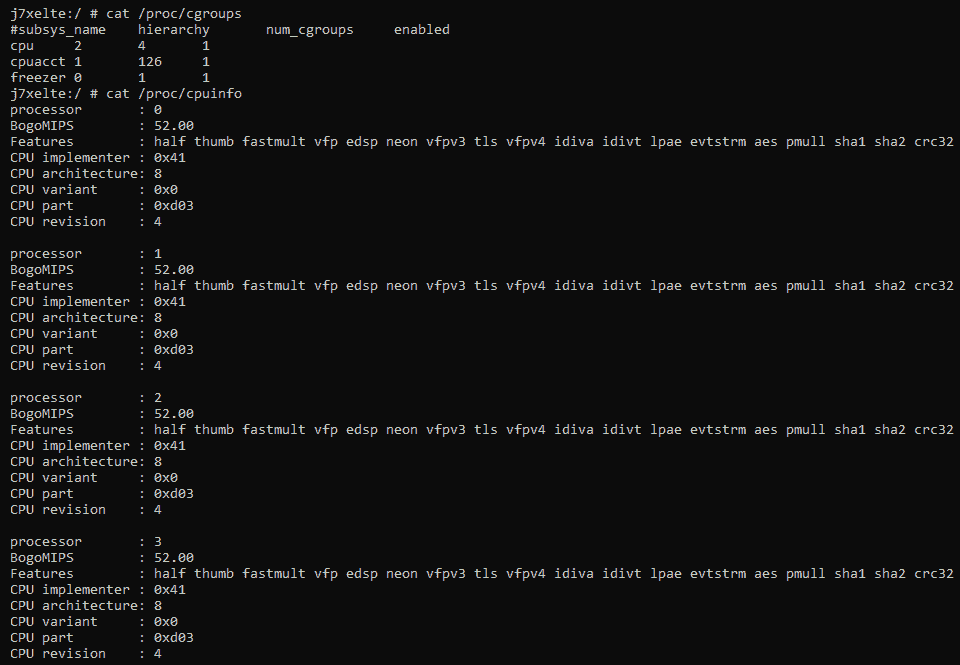 j7xelte:/ # cat /proc/cgroups
#subsys_name    hierarchy       num_cgroups     enabled
cpu     2       4       1
cpuacct 1       126     1
freezer 0       1       1
j7xelte:/ # cat /proc/cpuinfo
processor       : 0
BogoMIPS        : 52.00
Features        : half thumb fastmult vfp edsp neon vfpv3 tls vfpv4 idiva idivt lpae evtstrm aes pmull sha1 sha2 crc32
CPU implementer : 0x41
CPU architecture: 8
CPU variant     : 0x0
CPU part        : 0xd03
CPU revision    : 4

processor       : 1
BogoMIPS        : 52.00
Features        : half thumb fastmult vfp edsp neon vfpv3 tls vfpv4 idiva idivt lpae evtstrm aes pmull sha1 sha2 crc32
CPU implementer : 0x41
CPU architecture: 8
CPU variant     : 0x0
CPU part        : 0xd03
CPU revision    : 4

processor       : 2
BogoMIPS        : 52.00
Features        : half thumb fastmult vfp edsp neon vfpv3 tls vfpv4 idiva idivt lpae evtstrm aes pmull sha1 sha2 crc32
CPU implementer : 0x41
CPU architecture: 8
CPU variant     : 0x0
CPU part        : 0xd03
CPU revision    : 4

processor       : 3
BogoMIPS        : 52.00
Features        : half thumb fastmult vfp edsp neon vfpv3 tls vfpv4 idiva idivt lpae evtstrm aes pmull sha1 sha2 crc32
CPU implementer : 0x41
CPU architecture: 8
CPU variant     : 0x0
CPU part        : 0xd03
CPU revision    : 4